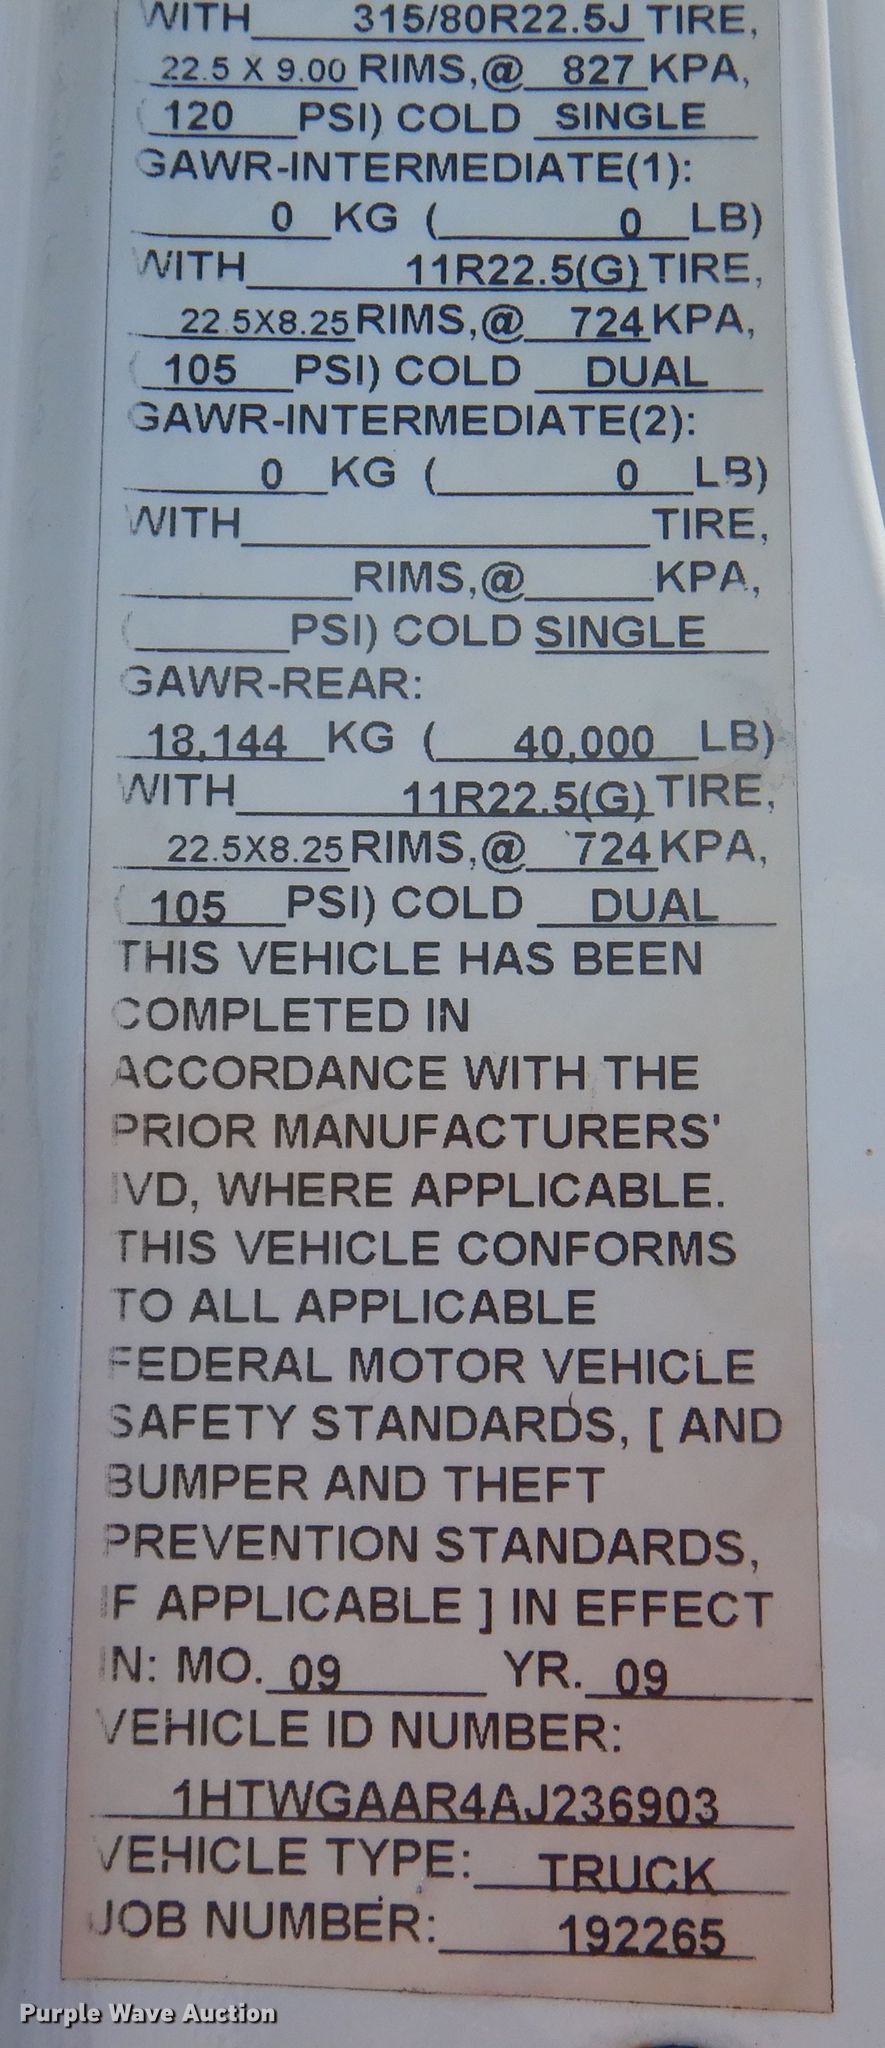 WITH 315/80R22.5J TIRE,
22.5 X 9.00 RIMS,@ 827 KPA,
(120 PSI) COLD SINGLE
GAWR-INTERMEDIATE(1):
0 KG ( 0 LB)
WITH 11R22.5(G) TIRE,
22.5X8.25 RIMS,@ 724 KPA,
(105 PSI) COLD DUAL
GAWR-INTERMEDIATE(2):
0 KG ( 0 LB)
WITH TIRE,
RIMS,@ KPA,
( PSI) COLD SINGLE
GAWR-REAR:
18,144 KG ( 40,000 LB)
WITH 11R22.5(G) TIRE,
22.5X8.25 RIMS,@ 724 KPA,
(105 PSI) COLD DUAL
THIS VEHICLE HAS BEEN
COMPLETED IN
ACCORDANCE WITH THE
PRIOR MANUFACTURERS'
IVD, WHERE APPLICABLE.
THIS VEHICLE CONFORMS
TO ALL APPLICABLE
FEDERAL MOTOR VEHICLE
SAFETY STANDARDS, [ AND
BUMPER AND THEFT
PREVENTION STANDARDS,
IF APPLICABLE ] IN EFFECT
IN: MO. 09 YR. 09
VEHICLE ID NUMBER:
1HTWGAAR4AJ236903
VEHICLE TYPE: TRUCK
JOB NUMBER: 192265
Purple Wave Auction